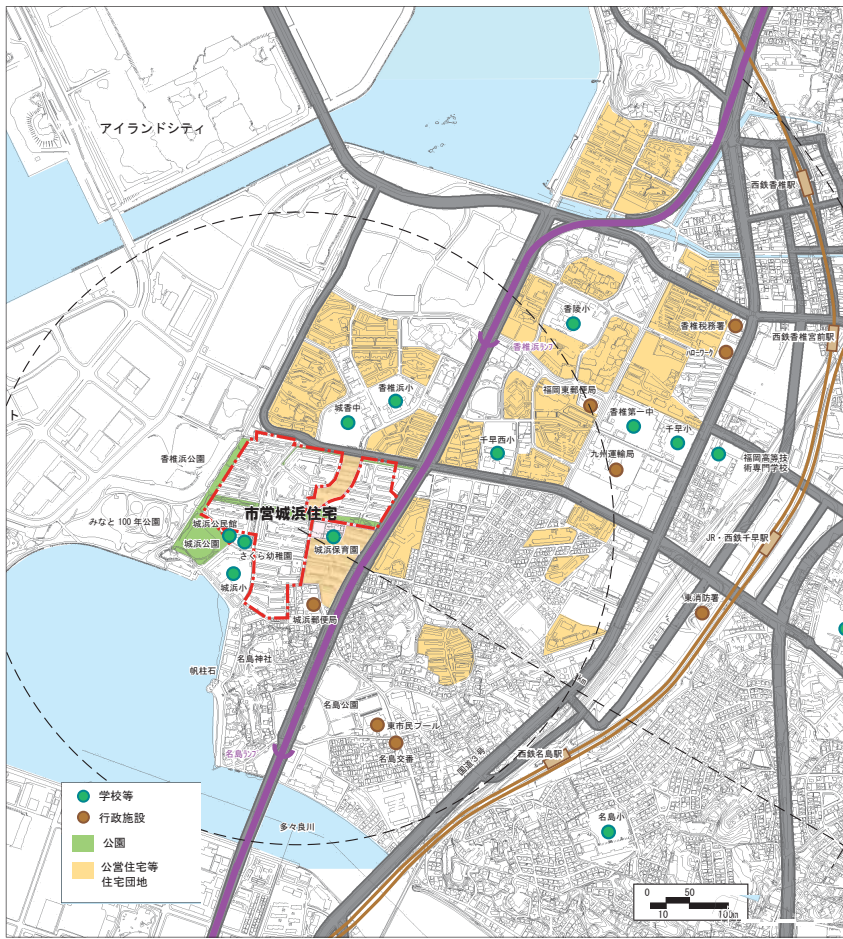 アイランドシティ
西鉄香椎駅
香陵小
香椎税務署
ハローワーク
西鉄香椎宮前駅
香椎浜ランプ
香椎浜小
福岡東郵便局
城香中
香椎第一中
千早小
ト
千早西小
九州運輸局
福岡高等技
術専門学校
香椎浜公園
市営城浜住宅
みなと100年公園
城浜公民館
城浜公園
さくら幼稚園
城浜保育園
JR・西鉄千早駅
城浜小
東消防署
城浜郵便局
名島神社
帆柱石
名島公園
東市民プール
名島交番
名島ランプ
国道3号
西鉄名島駅
多々良川
名島小
学校等
行政施設
公園
公営住宅等
住宅団地
0 50
10 100m